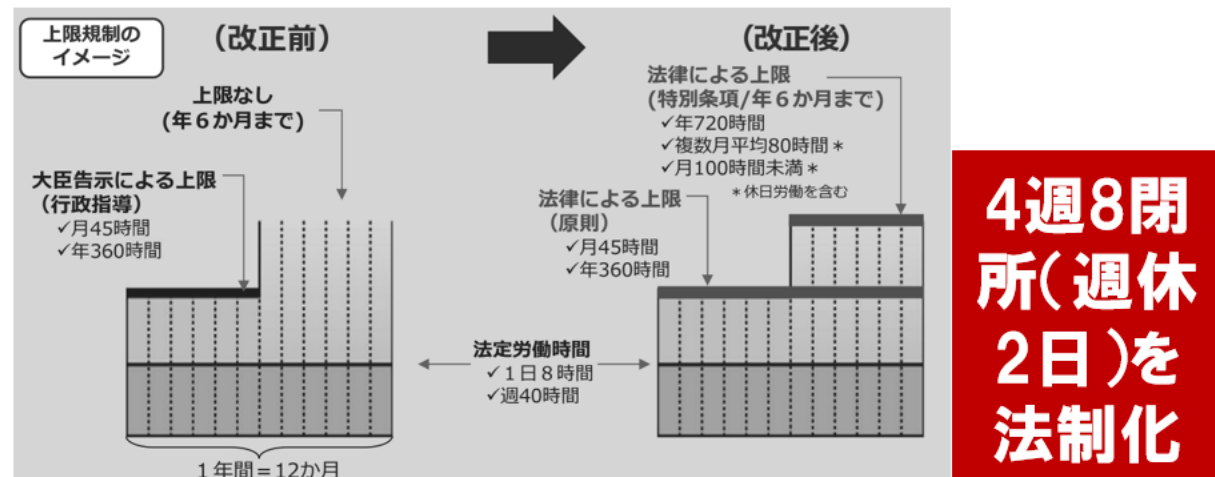 上限規制の
イメージ
（改正前）
上限なし
(年６か月まで)
大臣告示による上限
（行政指導）
✓月45時間
✓年360時間
（改正後）
法律による上限
(特別条項/年６か月まで)
✓年720時間
✓複数月平均80時間＊
✓月100時間未満＊
＊休日労働を含む
法律による上限
（原則）
✓月45時間
✓年360時間
法定労働時間
✓１日８時間
✓週40時間
１年間＝12か月
4週8閉
所（週休
2日）を
法制化